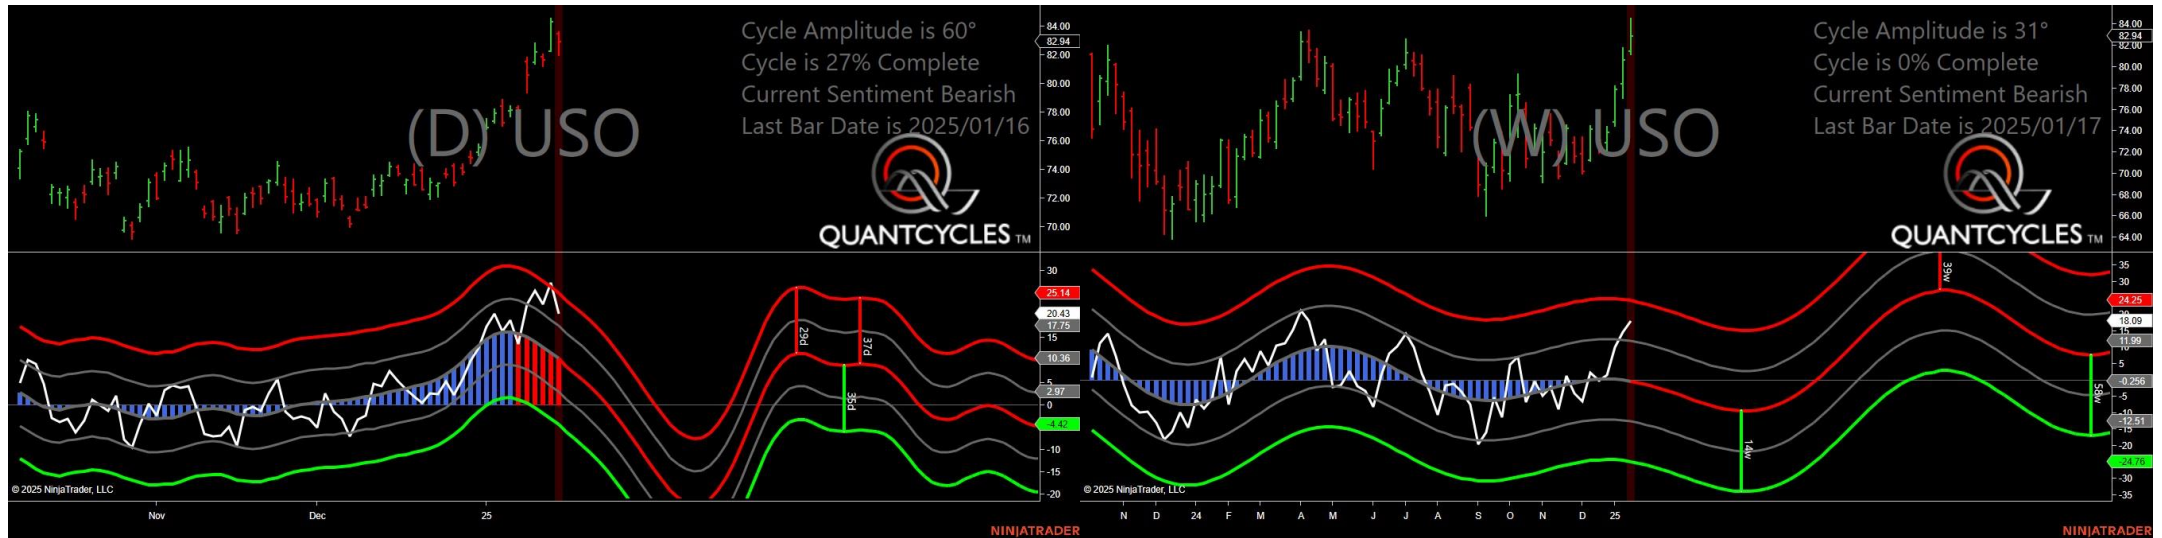 Cycle Amplitude is 60°
Cycle is 27% Complete
Current Sentiment Bearish
Last Bar Date is 2025/01/16
(D) USO
QUANTCYCLES TM
84.00
82.94
82.00
80.00
78.00
76.00
74.00
72.00
70.00
30
25.14
20.43
17.75
15
10.36
5
2.97
0
-4.42
-10
-15
-20
29d
37d
35d
© 2025 NinjaTrader, LLC
Nov
Dec
25
NINJATRADER
Cycle Amplitude is 31°
Cycle is 0% Complete
Current Sentiment Bearish
Last Bar Date is 2025/01/17
(W) USO
QUANTCYCLES TM
84.00
82.94
82.00
80.00
78.00
76.00
74.00
72.00
70.00
68.00
66.00
64.00
35
30
24.25
18.09
15
11.99
10
5
-0.256
-5
-10
-12.51
-15
-20
-24.76
-30
-35
39w
14w
58w
© 2025 NinjaTrader, LLC
N D 24 F M A M J J A S O N D 25
NINJATRADER